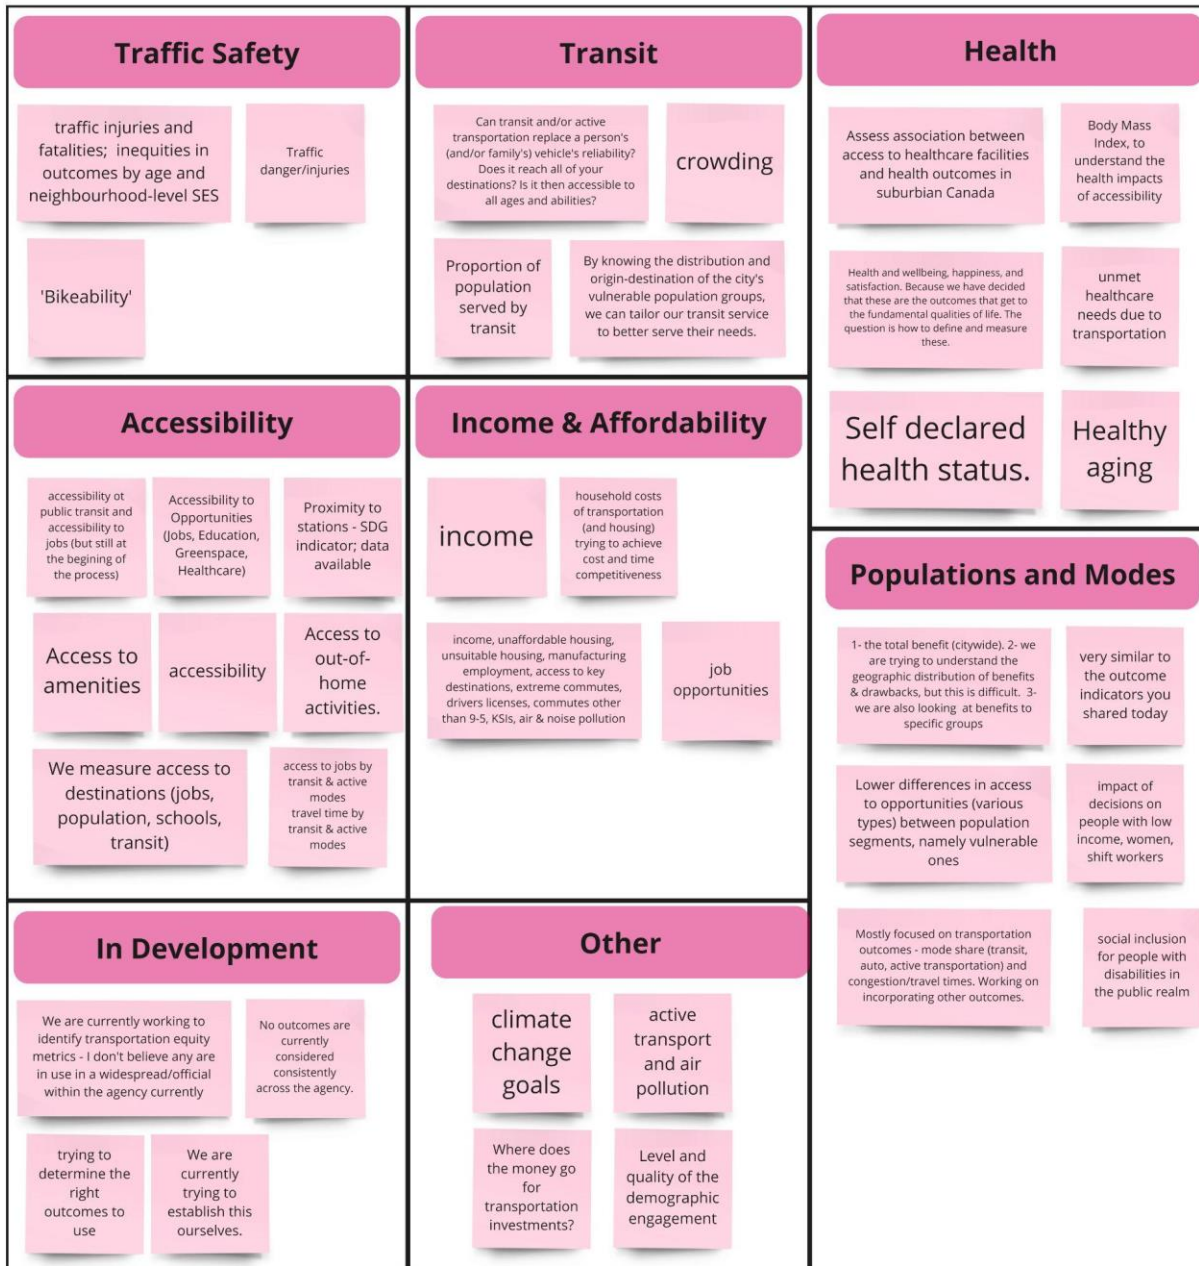 Traffic Safety
traffic injuries and
fatalities; inequities in
outcomes by age and
neighbourhood-level SES
Traffic
danger/injuries
'Bikeability'
Transit
Can transit and/or active
transportation replace a person's
(and/or family's) vehicle's reliability?
Does it reach all of your
destinations? Is it then accessible to
all ages and abilities?
crowding
Proportion of
population
served by
transit
By knowing the distribution and
origin-destination of the city's
vulnerable population groups,
we can tailor our transit service
to better serve their needs.
Health
Assess association between
access to healthcare facilities
and health outcomes in
suburbian Canada
Body Mass
Index, to
understand the
health impacts
of accessibility
Health and wellbeing, happiness, and
satisfaction. Because we have decided
that these are the outcomes that get to
the fundamental qualities of life. The
question is how to define and measure
these.
unmet
healthcare
needs due to
transportation
Self declared
health status.
Healthy
aging
Accessibility
accessibility ot
public transit and
accessibility to
jobs (but still at
the begining of
the process)
Accessibility to
Opportunities
(Jobs, Education,
Greenspace,
Healthcare)
Proximity to
stations - SDG
indicator; data
available
Access to
amenities
accessibility
Access to
out-of-
home
activities.
We measure access to
destinations (jobs,
population, schools,
transit)
access to jobs by
transit & active
modes
travel time by
transit & active
modes
Income & Affordability
income
household costs
of transportation
(and housing)
trying to achieve
cost and time
competitiveness
income, unaffordable housing,
unsuitable housing, manufacturing
employment, access to key
destinations, extreme commutes,
drivers licenses, commutes other
than 9-5, KSIs, air & noise pollution
job
opportunities
Populations and Modes
1- the total benefit (citywide). 2- we
are trying to understand the
geographic distribution of benefits
& drawbacks, but this is difficult. 3-
we are also looking at benefits to
specific groups
very similar to
the outcome
indicators you
shared today
Lower differences in access
to opportunities (various
types) between population
segments, namely vulnerable
ones
impact of
decisions on
people with low
income, women,
shift workers
Mostly focused on transportation
outcomes - mode share (transit,
auto, active transportation) and
congestion/travel times. Working on
incorporating other outcomes.
social inclusion
for people with
disabilities in
the public realm
In Development
We are currently working to
identify transportation equity
metrics - I don't believe any are
in use in a widespread/official
within the agency currently
No outcomes are
currently
considered
consistently
across the agency.
trying to
determine the
right
outcomes to
use
We are
currently
trying to
establish this
ourselves.
Other
climate
change
goals
active
transport
and air
pollution
Where does
the money go
for
transportation
investments?
Level and
quality of the
demographic
engagement